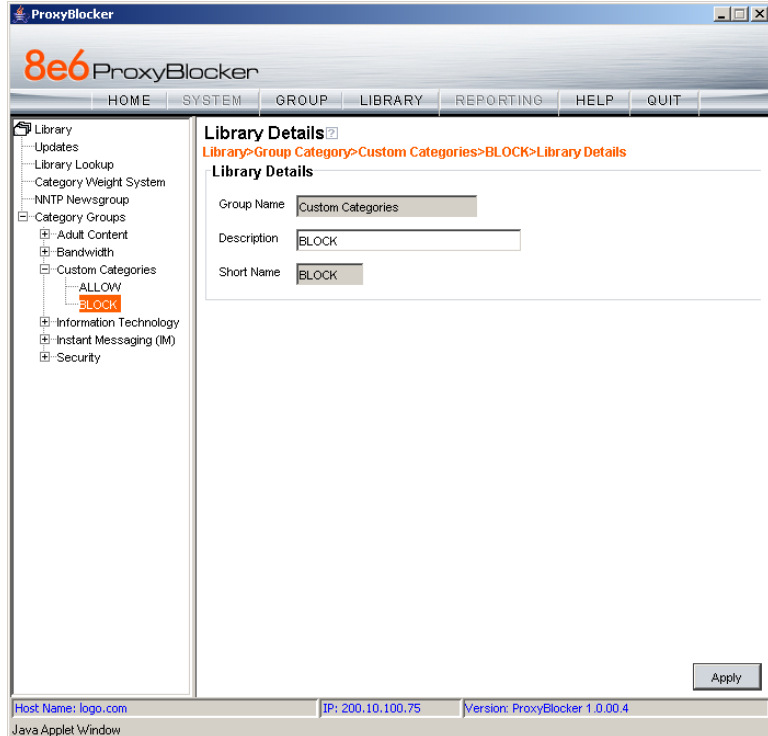 ProxyBlocker
8e6 ProxyBlocker
HOME SYSTEM GROUP LIBRARY REPORTING HELP QUIT
Library
Updates
Library Lookup
Category Weight System
NNTP Newsgroup
Category Groups
Adult Content
Bandwidth
Custom Categories
ALLOW
BLOCK
Information Technology
Instant Messaging (IM)
Security
Library Details?
Library>Group Category>Custom Categories>BLOCK>Library Details
Library Details
Group Name Custom Categories
Description BLOCK
Short Name BLOCK
Apply
Host Name: logo.com IP: 200.10.100.75 Version: ProxyBlocker 1.0.00.4
Java Applet Window